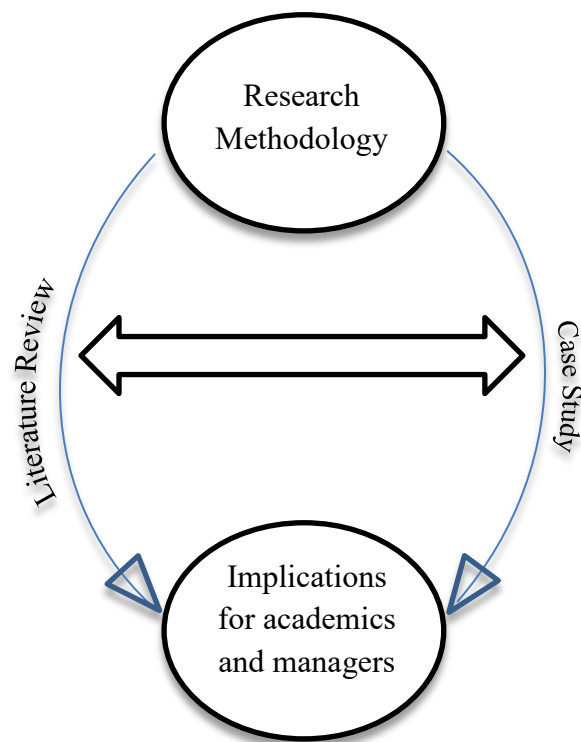 Research
Methodology
Literature Review
Case Study
Implications
for academics
and managers